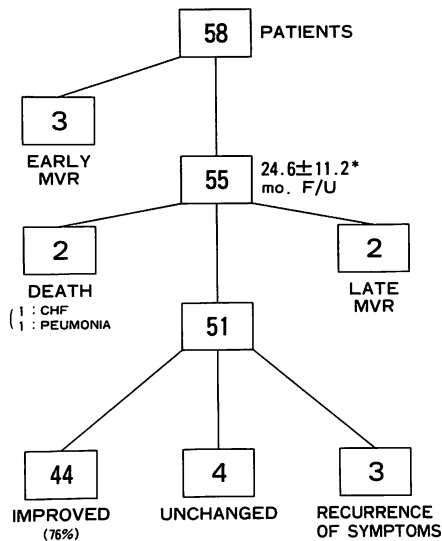 58 PATIENTS
3
EARLY
MVR
55 24.6±11.2*
mo. F/U
2
DEATH
( 1 : CHF
1 : PEUMONIA
2
LATE
MVR
51
44
IMPROVED
(76%)
4
UNCHANGED
3
RECURRENCE
OF SYMPTOMS